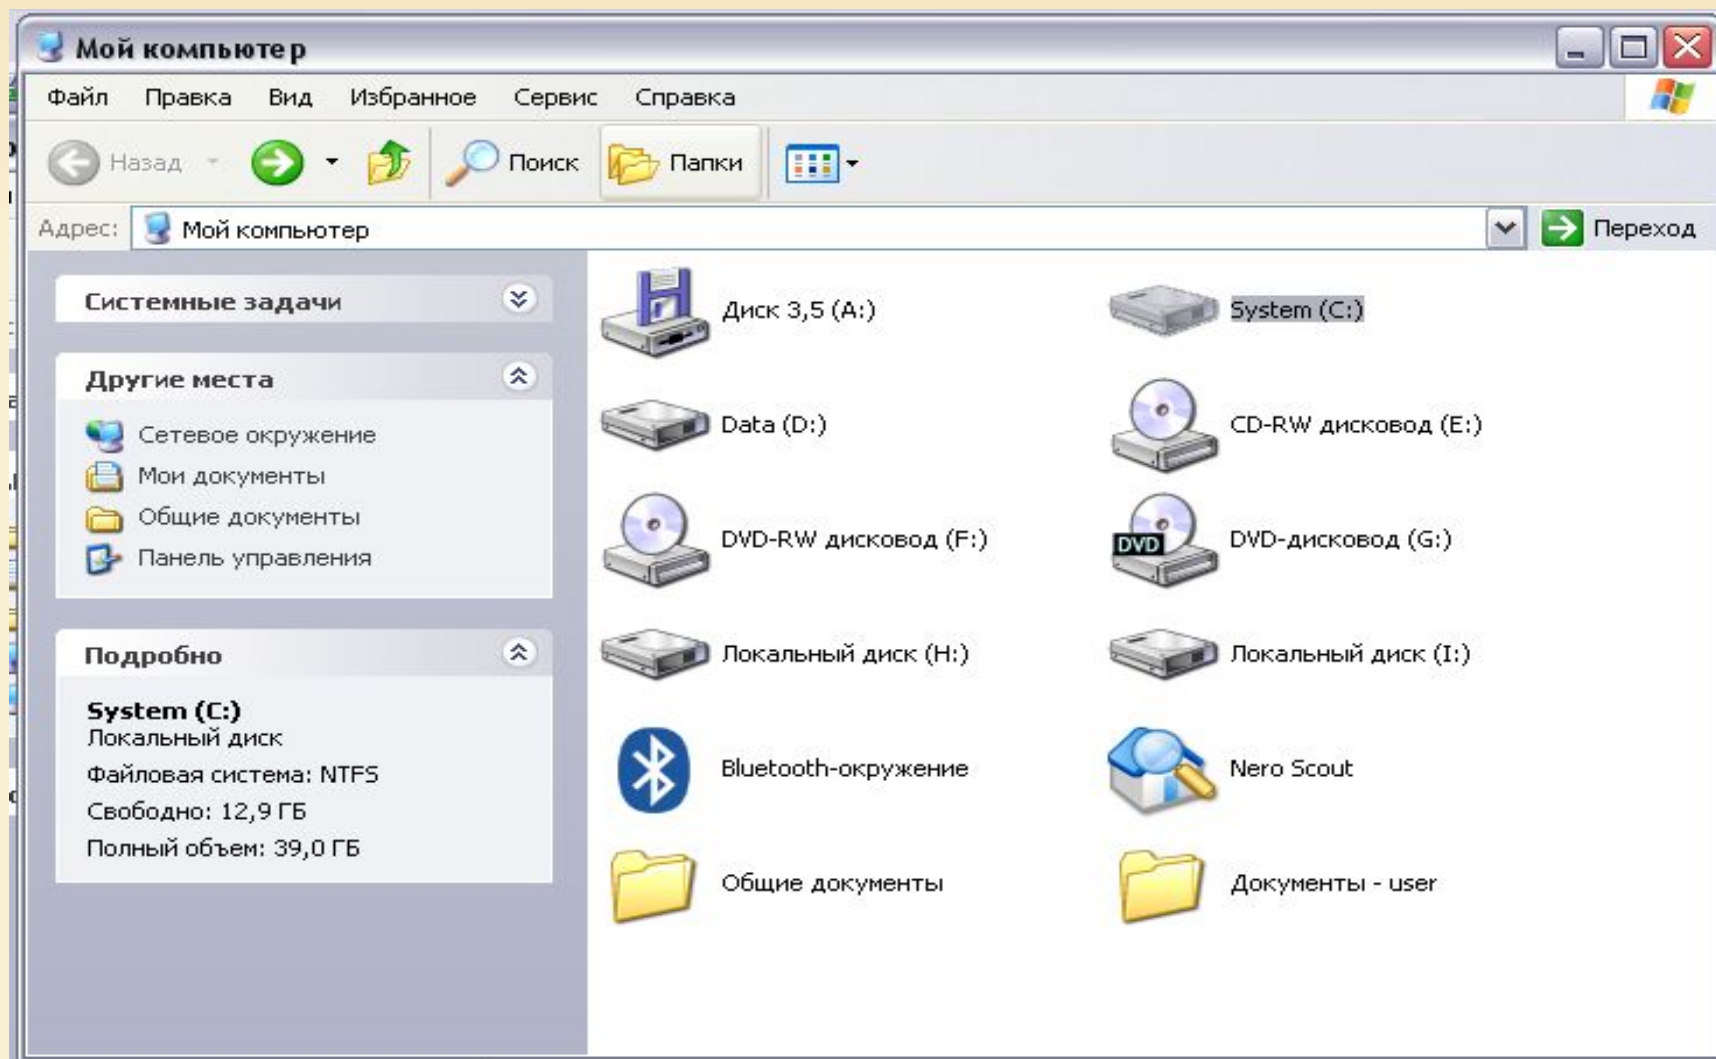 Мой компьютер
Файл Правка Вид Избранное Сервис Справка
Назад Поиск Папки
Адрес: Мой компьютер Переход
Системные задачи
Другие места
Сетевое окружение
Мои документы
Общие документы
Панель управления
Подробно
System (C:)
Локальный диск
Файловая система: NTFS
Свободно: 12,9 ГБ
Полный объем: 39,0 ГБ
Диск 3,5 (A:) System (C:)
Data (D:) CD-RW дисковод (E:)
DVD-RW дисковод (F:) DVD DVD-дисковод (G:)
Локальный диск (H:) Локальный диск (I:)
Bluetooth-окружение Nero Scout
Общие документы Документы - user